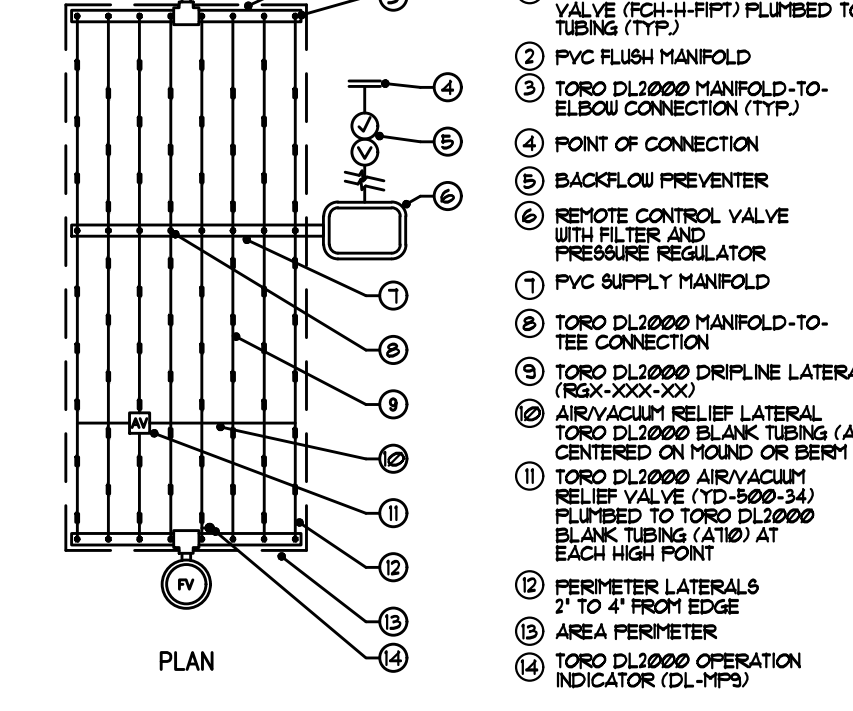 VALVE (FCH-H-FIPT) PLUMBED TO
TUBING (TYP.)
2 PVC FLUSH MANIFOLD
3 TORO DL2000 MANIFOLD-TO-
ELBOW CONNECTION (TYP.)
4 POINT OF CONNECTION
5 BACKFLOW PREVENTER
6 REMOTE CONTROL VALVE
WITH FILTER AND
PRESSURE REGULATOR
7 PVC SUPPLY MANIFOLD
8 TORO DL2000 MANIFOLD-TO-
TEE CONNECTION
9 TORO DL2000 DRIPLINE LATERA
(RGX-XXX-XX)
10 AIR/VACUUM RELIEF LATERAL
TORO DL2000 BLANK TUBING (A
CENTERED ON MOUND OR BERM
11 TORO DL2000 AIR/VACUUM
RELIEF VALVE (YD-500-34)
PLUMBED TO TORO DL2000
BLANK TUBING (A710) AT
EACH HIGH POINT
12 PERIMETER LATERALS
2" TO 4" FROM EDGE
13 AREA PERIMETER
14 TORO DL2000 OPERATION
INDICATOR (DL-MP9)
4
5
6
7
8
9
10
AV
11
12
FV
13
14
PLAN